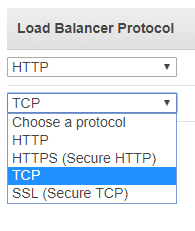 Load Balancer Protocol
HTTP
TCP
Choose a protocol
HTTP
HTTPS (Secure HTTP)
TCP
SSL (Secure TCP)